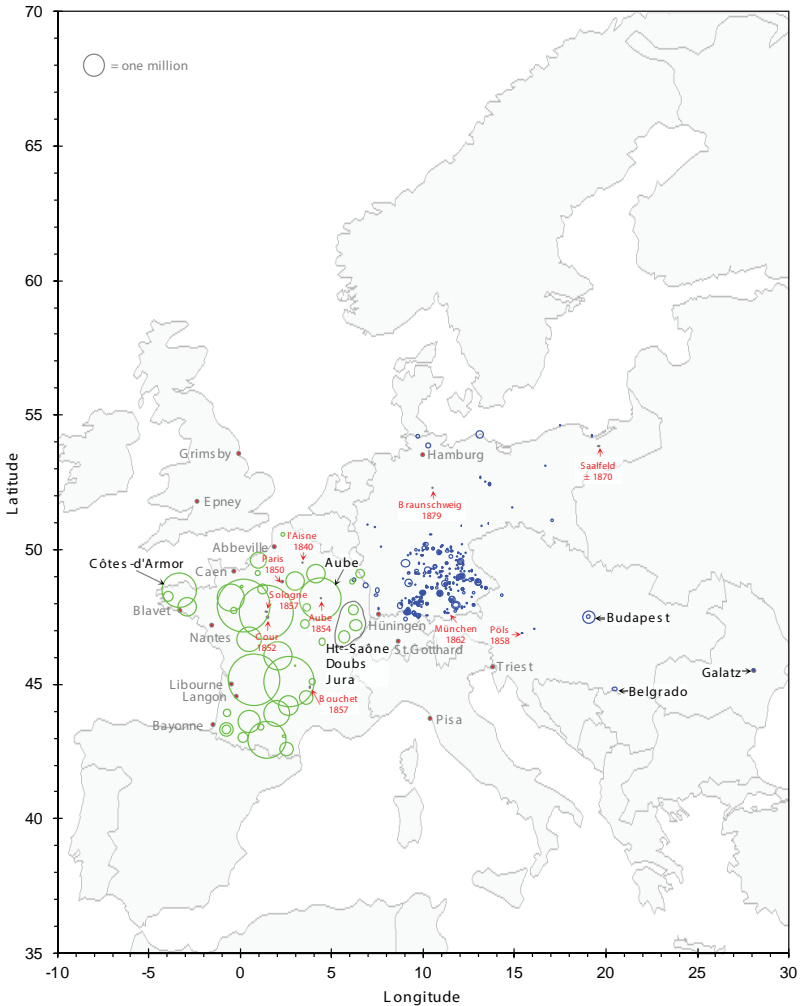 70
= one million
65
60
55
Grimsby
Hamburg
Saalfeld
± 1870
Epney
Braunschweig
1879
50
Abbeville
l'Aisne
1840
Paris
1850
Aube
Côtes-d'Armor
Caen
Sologne
1857
Blavet
Aube
1854
Hüningen
München
1862
Pöls
1858
Budapest
Nantes
Cour
1852
Hte-Saône
Doubs
Jura
St.Gotthard
Triest
Galatz
45
Libourne
Langon
Bouchet
1857
Belgrado
Bayonne
Pisa
40
35
-10
-5
0
5
10
15
20
25
30
Latitude
Longitude